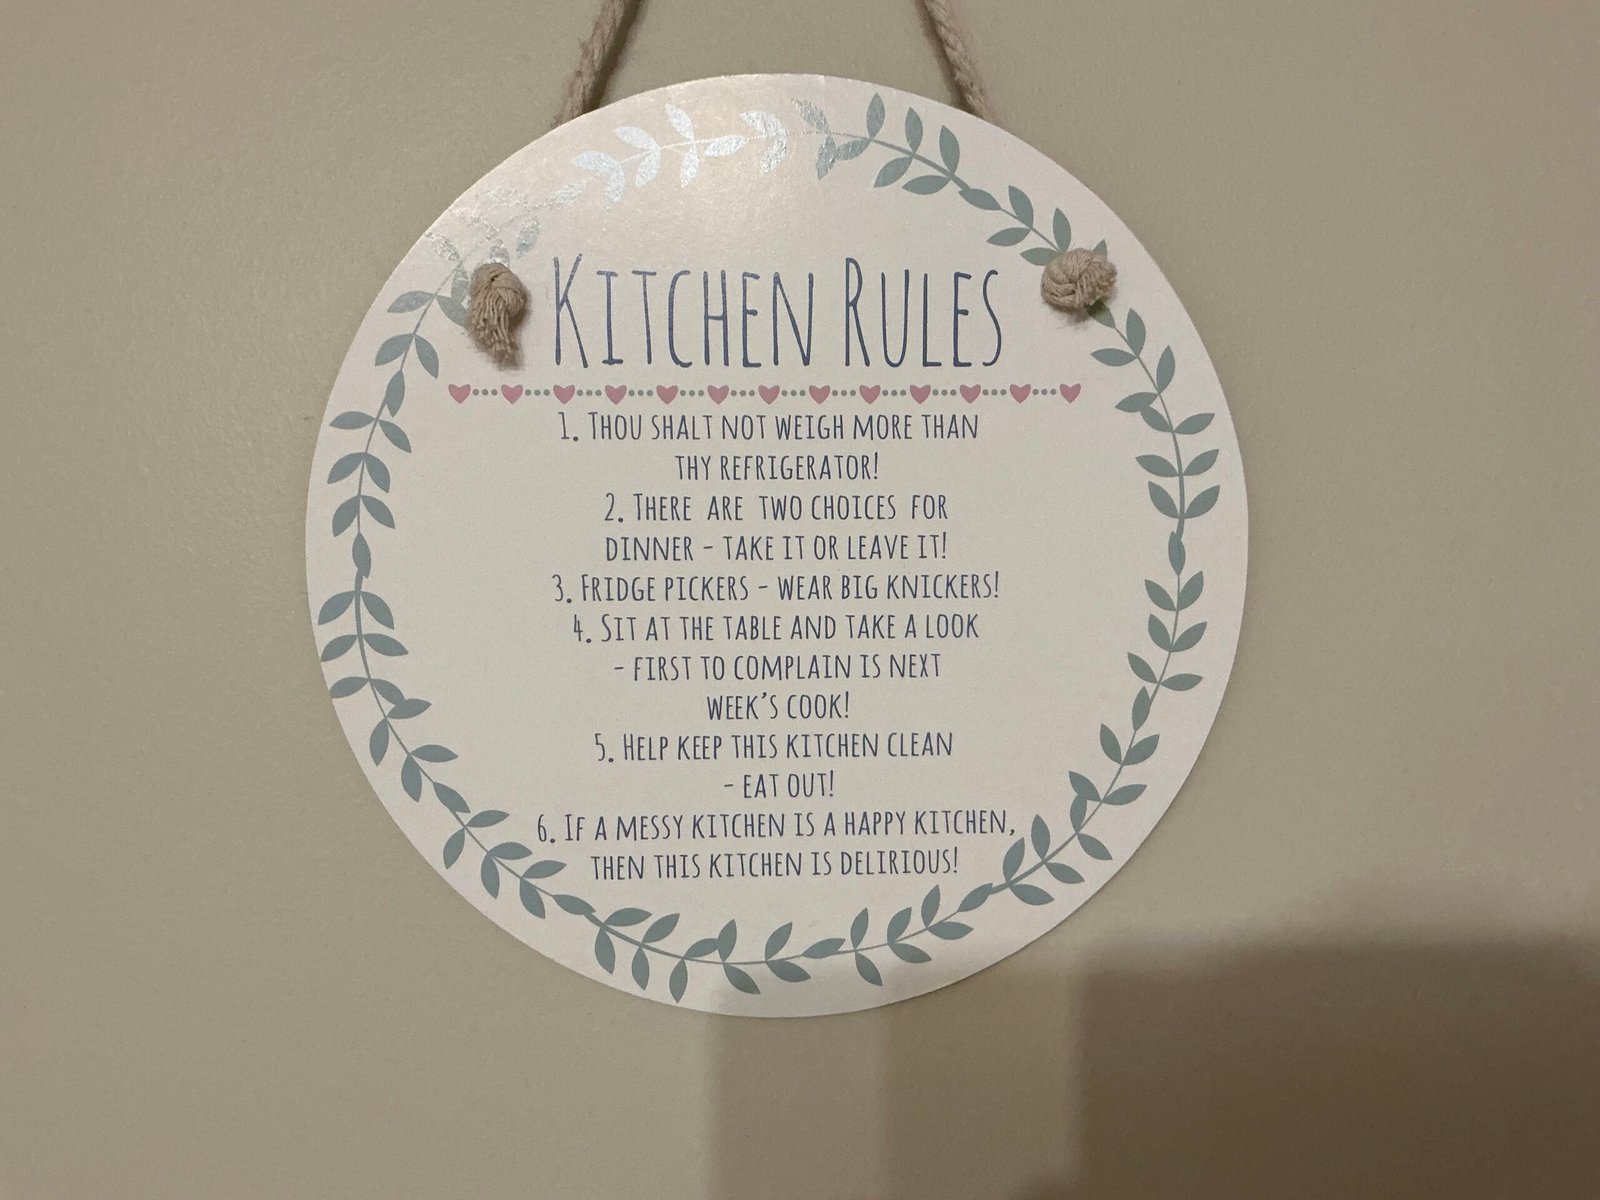 Kitchen Rules
1. Thou shalt not weigh more than
thy refrigerator!
2. There are two choices for
dinner - take it or leave it!
3. Fridge pickers - wear big knickers!
4. Sit at the table and take a look
- first to complain is next
week's cook!
5. Help keep this kitchen clean
- eat out!
6. If a messy kitchen is a happy kitchen,
then this kitchen is delirious!